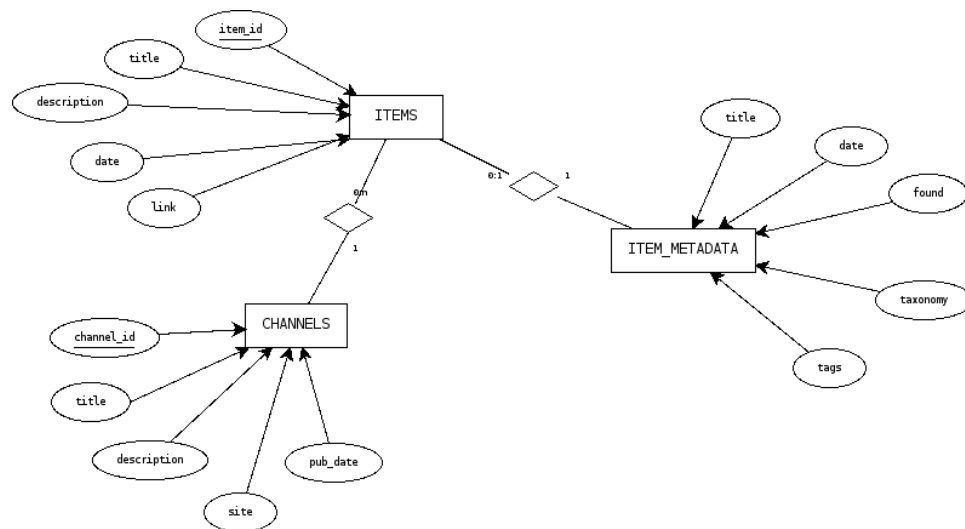 item_id
title
description
ITEMS
date
link
0:1
1
title
date
found
ITEM_METADATA
taxonomy
tags
0:m
1
CHANNELS
channel_id
title
description
pub_date
site